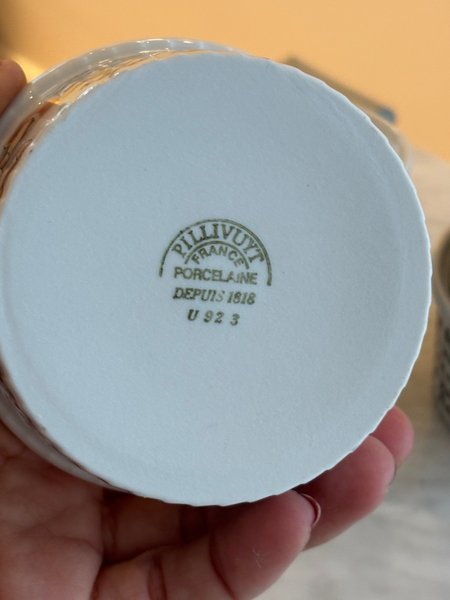 PILLIVUYT
FRANCE
PORCELAINE
DEPUIS 1818
U 92 3